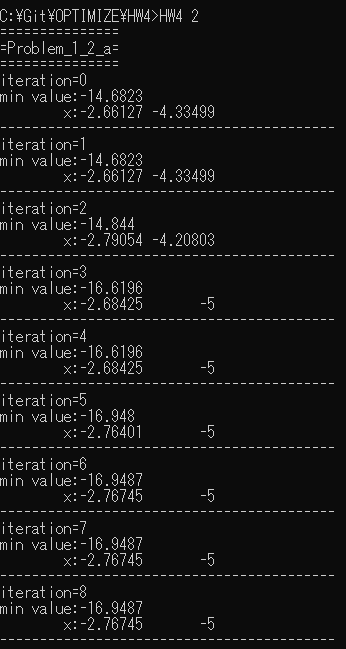 C:¥Git¥OPTIMIZE¥HW4>HW4 2
===============
=Problem_1_2_a=
===============
iteration=0
min value:-14.6823
x:-2.66127 -4.33499
-----------------------------------
iteration=1
min value:-14.6823
x:-2.66127 -4.33499
-----------------------------------
iteration=2
min value:-14.844
x:-2.79054 -4.20803
-----------------------------------
iteration=3
min value:-16.6196
x:-2.68425       -5
-----------------------------------
iteration=4
min value:-16.6196
x:-2.68425       -5
-----------------------------------
iteration=5
min value:-16.948
x:-2.76401       -5
-----------------------------------
iteration=6
min value:-16.9487
x:-2.76745       -5
-----------------------------------
iteration=7
min value:-16.9487
x:-2.76745       -5
-----------------------------------
iteration=8
min value:-16.9487
x:-2.76745       -5
-----------------------------------